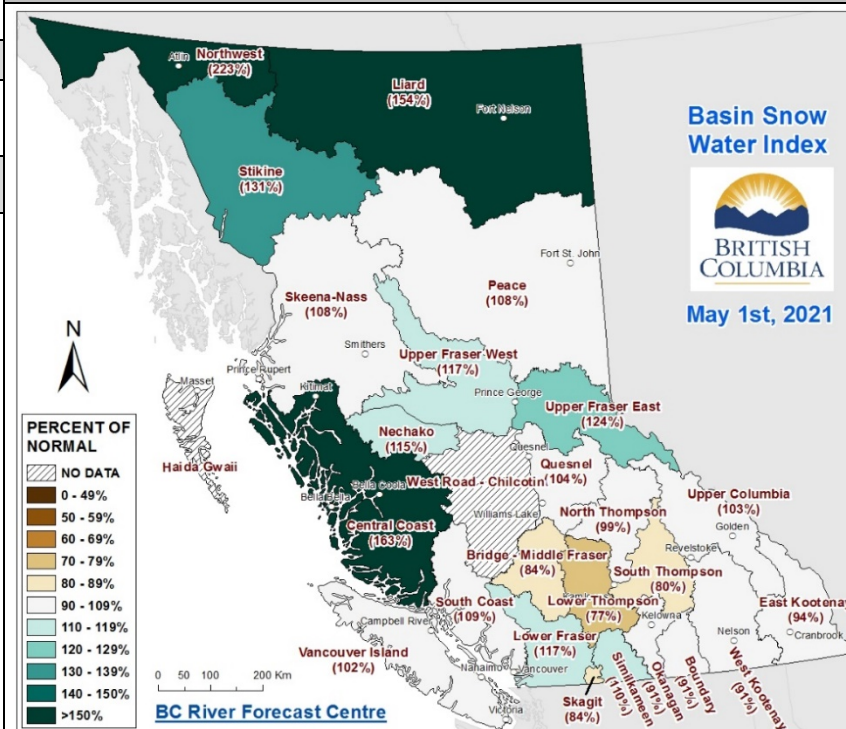 Atlin
Northwest
(223%)
Liard
(154%)
Fort Nelson
Basin Snow
Water Index
BRITISH
COLUMBIA
May 1st, 2021
Stikine
(131%)
Fort St. John
Peace
(108%)
Skeena-Nass
(108%)
N
Smithers
Upper Fraser West
(117%)
Prince Rupert
Masset
Kitimat
Prince George
Upper Fraser East
(124%)
PERCENT OF
NORMAL
NO DATA
0 - 49%
50 - 59%
60 - 69%
70 - 79%
80 - 89%
90 - 109%
110 - 119%
120 - 129%
130 - 139%
140 - 150%
>150%
Haida Gwaii
Nechako
(115%)
Quesnel
Quesnel
(104%)
West Road - Chilcotin
Bella Coola
Bella Bella
Williams Lake
Upper Columbia
(103%)
Golden
North Thompson
(99%)
Central Coast
(163%)
Revelstoke
Bridge - Middle Fraser
(84%)
South Thompson
(80%)
South Coast
(109%)
Lower Thompson
(77%)
East Kootenay
(94%)
Cranbrook
Campbell River
Kelowna
Nelson
Vancouver Island
(102%)
Lower Fraser
(117%)
Nanaimo
Vancouver
Similkameen
(110%)
Okanagan
(91%)
Boundary
(91%)
West Kootenay
(91%)
Skagit
(84%)
Victoria
0 50 100 200 Km
BC River Forecast Centre